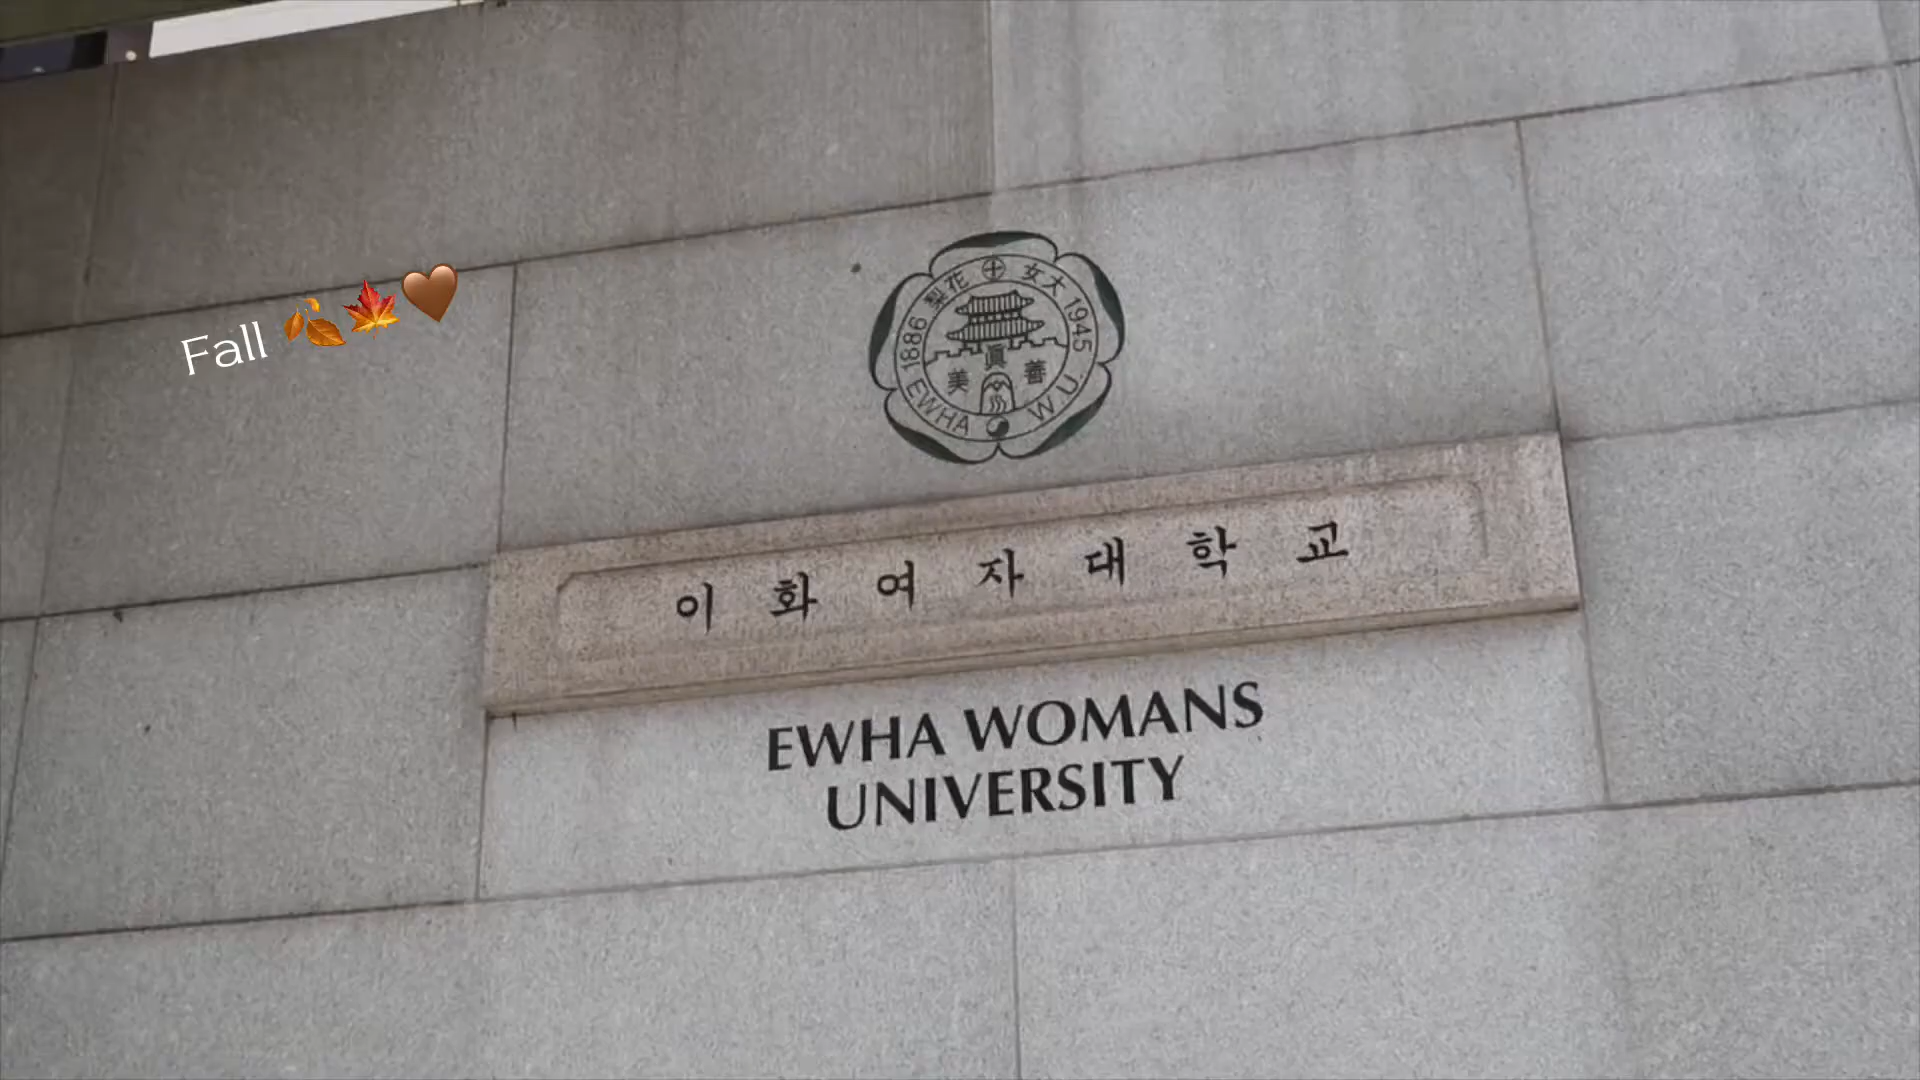 Fall 🍂🍁🤎
梨花 女大
1886 1945
眞
美 善
EWHA W.U.
이화여자대학교
EWHA WOMANS
UNIVERSITY